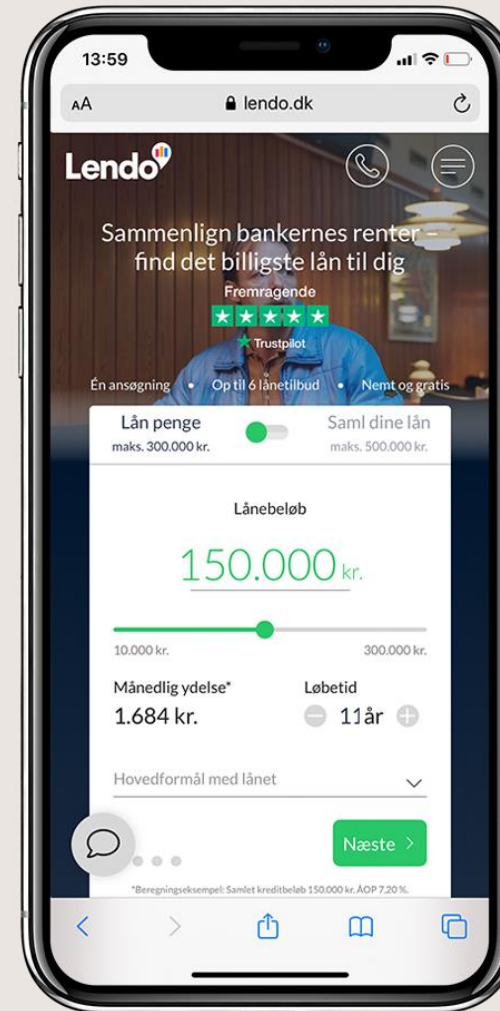 13:59
AA
lendo.dk
Lendo
Sammenlign bankernes renter –
find det billigste lån til dig
Fremragende
Trustpilot
Én ansøgning • Op til 6 lånetilbud • Nemt og gratis
Lån penge
maks. 300.000 kr.
Saml dine lån
maks. 500.000 kr.
Lånebeløb
150.000 kr.
10.000 kr. 300.000 kr.
Månedlig ydelse* Løbetid
1.684 kr. 11 år
Hovedformål med lånet
Næste >
*Beregningseksempel: Samlet kreditbeløb 150.000 kr. ÅOP 7,20 %.